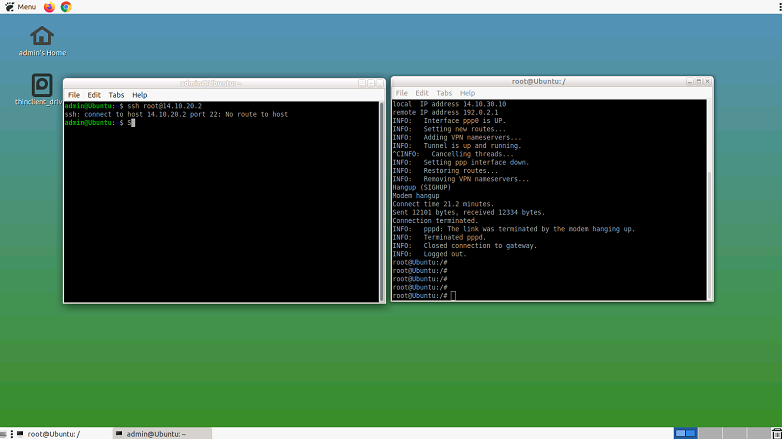 Menu
admin's Home
thinclient_driv
admin@Ubuntu: ~
File Edit Tabs Help
admin@Ubuntu: $ ssh root@14.10.20.2
ssh: connect to host 14.10.20.2 port 22: No route to host
admin@Ubuntu: $ S
root@Ubuntu: /
File Edit Tabs Help
local  IP address 14.10.30.10
remote IP address 192.0.2.1
INFO:   Interface ppp0 is UP.
INFO:   Setting new routes...
INFO:   Adding VPN nameservers...
INFO:   Tunnel is up and running.
^CINFO:   Cancelling threads...
INFO:   Setting ppp interface down.
INFO:   Restoring routes...
INFO:   Removing VPN nameservers...
Hangup (SIGHUP)
Modem hangup
Connect time 21.2 minutes.
Sent 12101 bytes, received 12334 bytes.
Connection terminated.
INFO:   pppd: The link was terminated by the modem hanging up.
INFO:   Terminated pppd.
INFO:   Closed connection to gateway.
INFO:   Logged out.
root@Ubuntu:/#
root@Ubuntu:/#
root@Ubuntu:/#
root@Ubuntu:/#
root@Ubuntu:/#
root@Ubuntu: /
admin@Ubuntu: ~